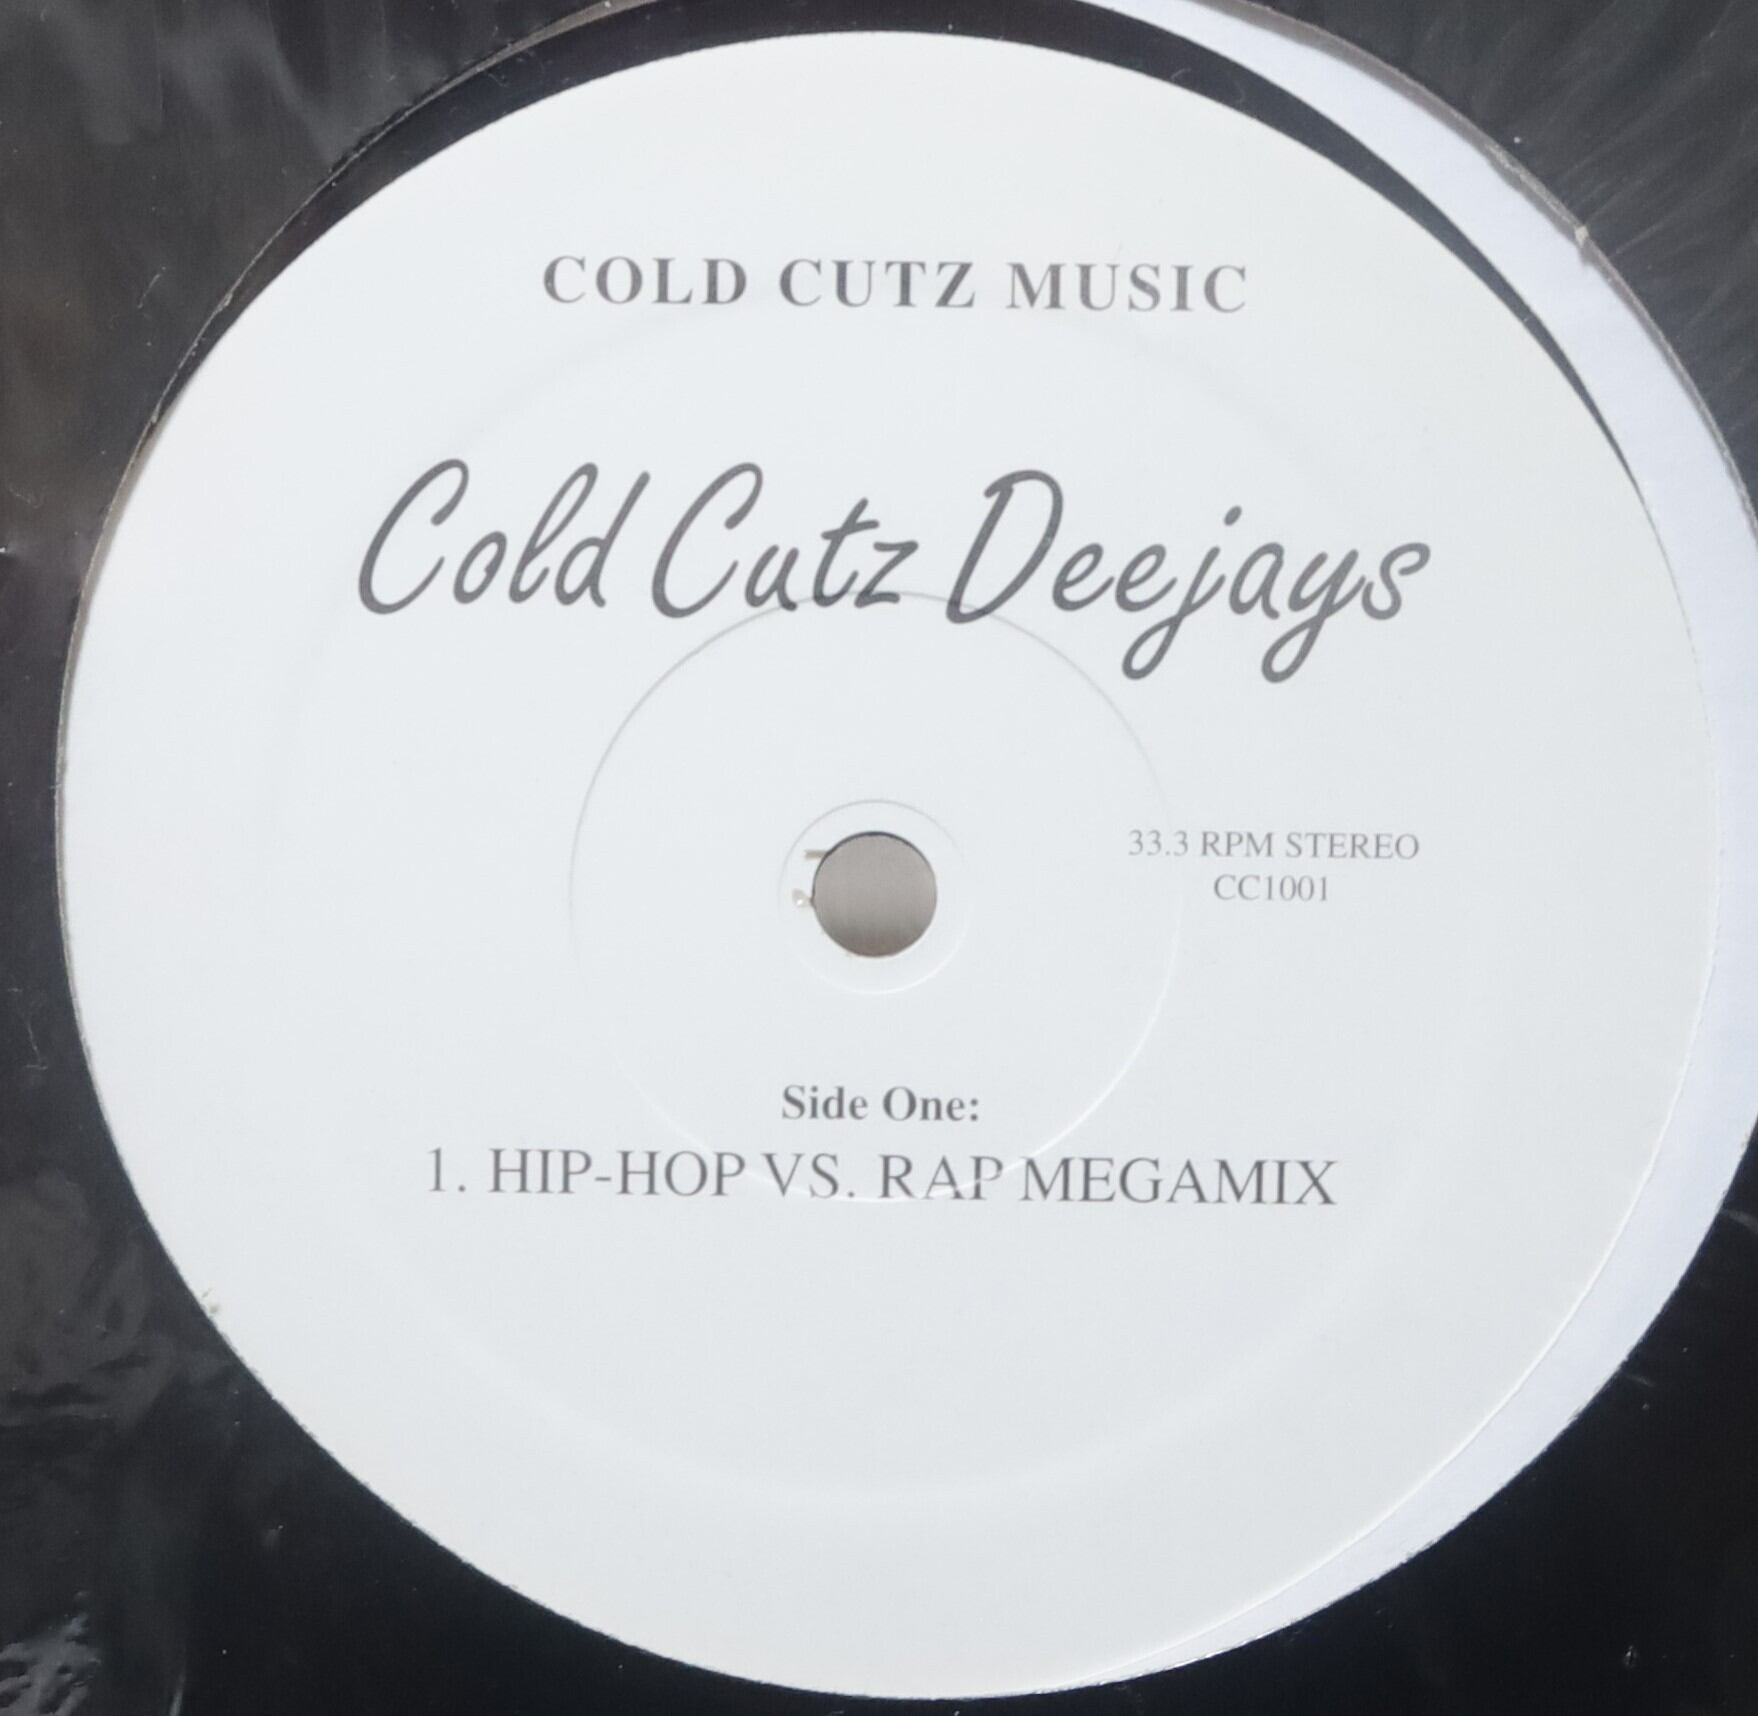 COLD CUTZ MUSIC
Cold Cutz Deejays
33.3 RPM STEREO
CC1001
Side One:
1. HIP-HOP VS. RAP MEGAMIX